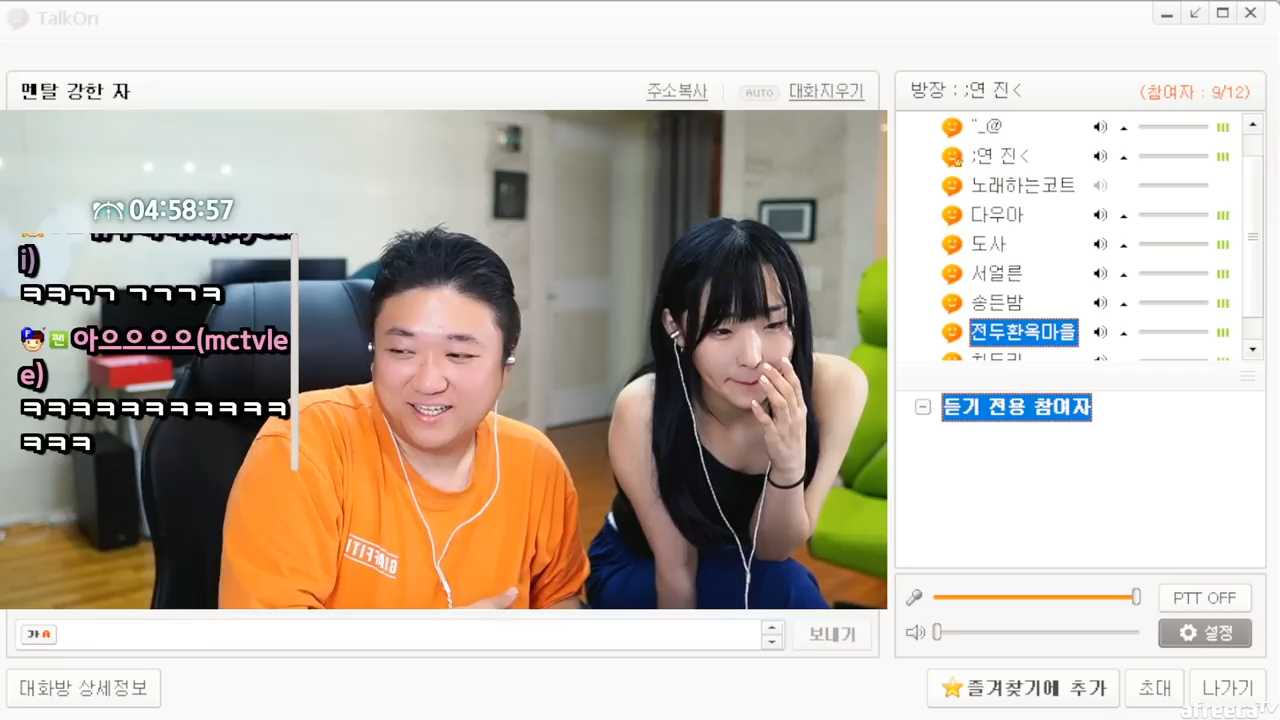 TalkOn
멘탈 강한 자
주소복사
AUTO
대화지우기
방장 : ;연 진<
(참여자 : 9/12)
"_@
;연 진<
노래하는코트
다우아
도사
서얼른
송든밤
전두환옥마을
듣기 전용 참여자
04:58:57
i)
ㅋㅋㄱㄱ ㄱㄱㄱㅋ
F 팬 아으으으으(mctvle
e)
ㅋㅋㅋㅋㅋㅋㅋㅋㅋㅋㅋ
ㅋㅋㅋ
GIAFFITI
가A
보내기
PTT OFF
설정
대화방 상세정보
즐겨찾기에 추가
초대
나가기
afreecaTV